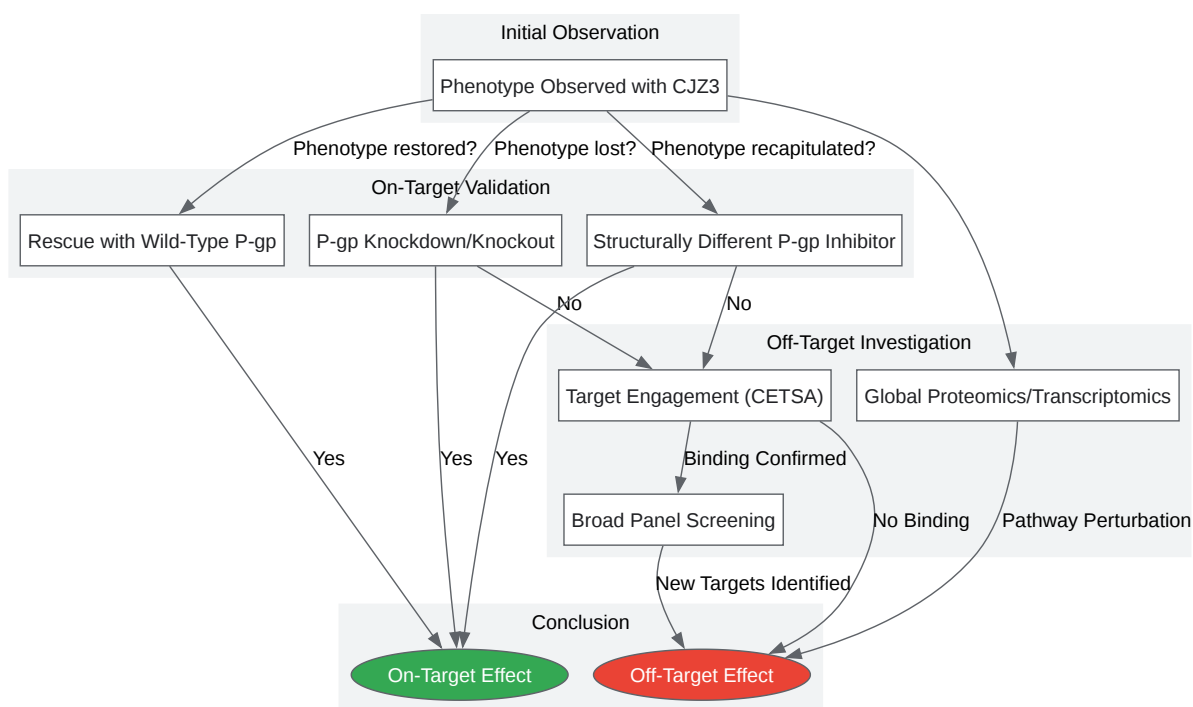 Initial Observation
Phenotype Observed with CJZ3
Phenotype restored?
Phenotype lost?
Phenotype recapitulated?
On-Target Validation
Rescue with Wild-Type P-gp
P-gp Knockdown/Knockout
Structurally Different P-gp Inhibitor
No
No
Off-Target Investigation
Target Engagement (CETSA)
Global Proteomics/Transcriptomics
Yes
Yes
Yes
Binding Confirmed
Broad Panel Screening
No Binding
Pathway Perturbation
New Targets Identified
Conclusion
On-Target Effect
Off-Target Effect